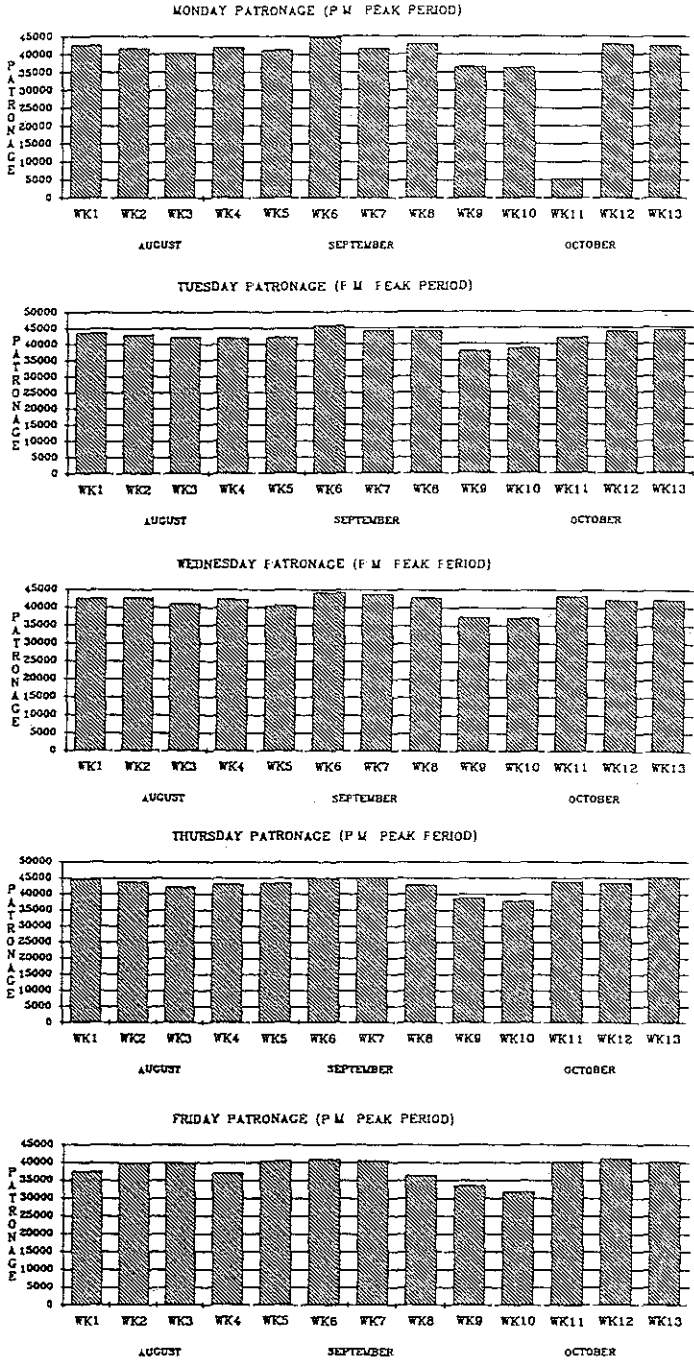 MONDAY PATRONAGE (P M PEAK PERIOD)
PATRONAGE
45000
40000
35000
30000
25000
20000
15000
10000
5000
0
WK1 WK2 WK3 WK4 WK5 WK6 WK7 WK8 WK9 WK10 WK11 WK12 WK13
AUGUST SEPTEMBER OCTOBER
TUESDAY PATRONAGE (P M PEAK PERIOD)
PATRONAGE
50000
45000
40000
35000
30000
25000
20000
15000
10000
5000
0
WK1 WK2 WK3 WK4 WK5 WK6 WK7 WK8 WK9 WK10 WK11 WK12 WK13
AUGUST SEPTEMBER OCTOBER
WEDNESDAY PATRONAGE (P M PEAK PERIOD)
PATRONAGE
45000
40000
35000
30000
25000
20000
15000
10000
5000
0
WK1 WK2 WK3 WK4 WK5 WK6 WK7 WK8 WK9 WK10 WK11 WK12 WK13
AUGUST SEPTEMBER OCTOBER
THURSDAY PATRONAGE (P M PEAK PERIOD)
PATRONAGE
50000
45000
40000
35000
30000
25000
20000
15000
10000
5000
0
WK1 WK2 WK3 WK4 WK5 WK6 WK7 WK8 WK9 WK10 WK11 WK12 WK13
AUGUST SEPTEMBER OCTOBER
FRIDAY PATRONAGE (P M PEAK PERIOD)
PATRONAGE
45000
40000
35000
30000
25000
20000
15000
10000
5000
0
WK1 WK2 WK3 WK4 WK5 WK6 WK7 WK8 WK9 WK10 WK11 WK12 WK13
AUGUST SEPTEMBER OCTOBER